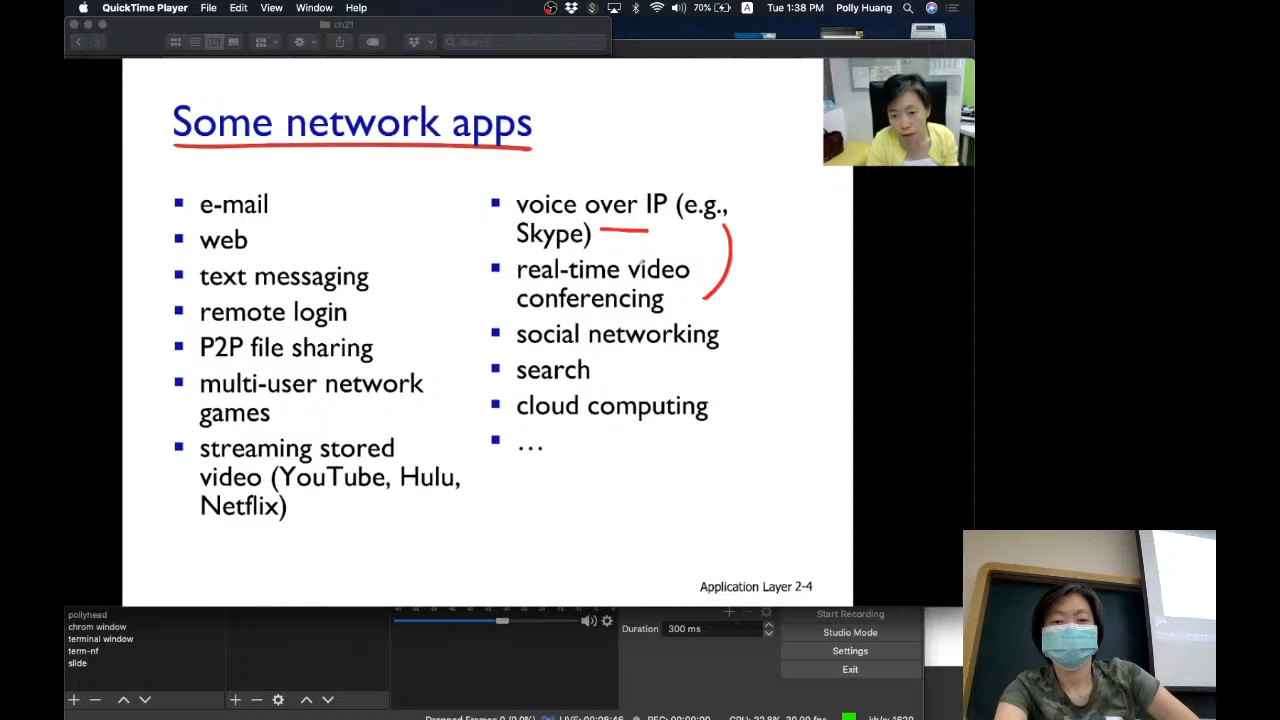 QuickTime Player File Edit View Window Help 70% A Tue 1:38 PM Polly Huang
ch21
Search
Some network apps
e-mail
web
text messaging
remote login
P2P file sharing
multi-user network
games
streaming stored
video (YouTube, Hulu,
Netflix)
voice over IP (e.g.,
Skype)
real-time video
conferencing
social networking
search
cloud computing
…
Application Layer 2-4
pollyhead
chrom window
terminal window
term-nf
slide
Duration 300 ms
Start Recording
Studio Mode
Settings
Exit